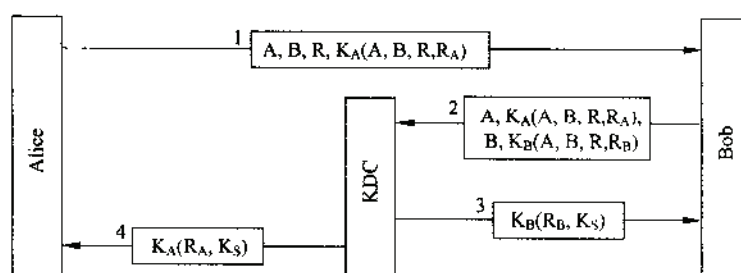 1
A, B, R, K_A(A, B, R,R_A)
Alice
2
A, K_A(A, B, R,R_A),
B, K_B(A, B, R,R_B)
Bob
KDC
3
K_B(R_B, K_S)
4
K_A(R_A, K_S)